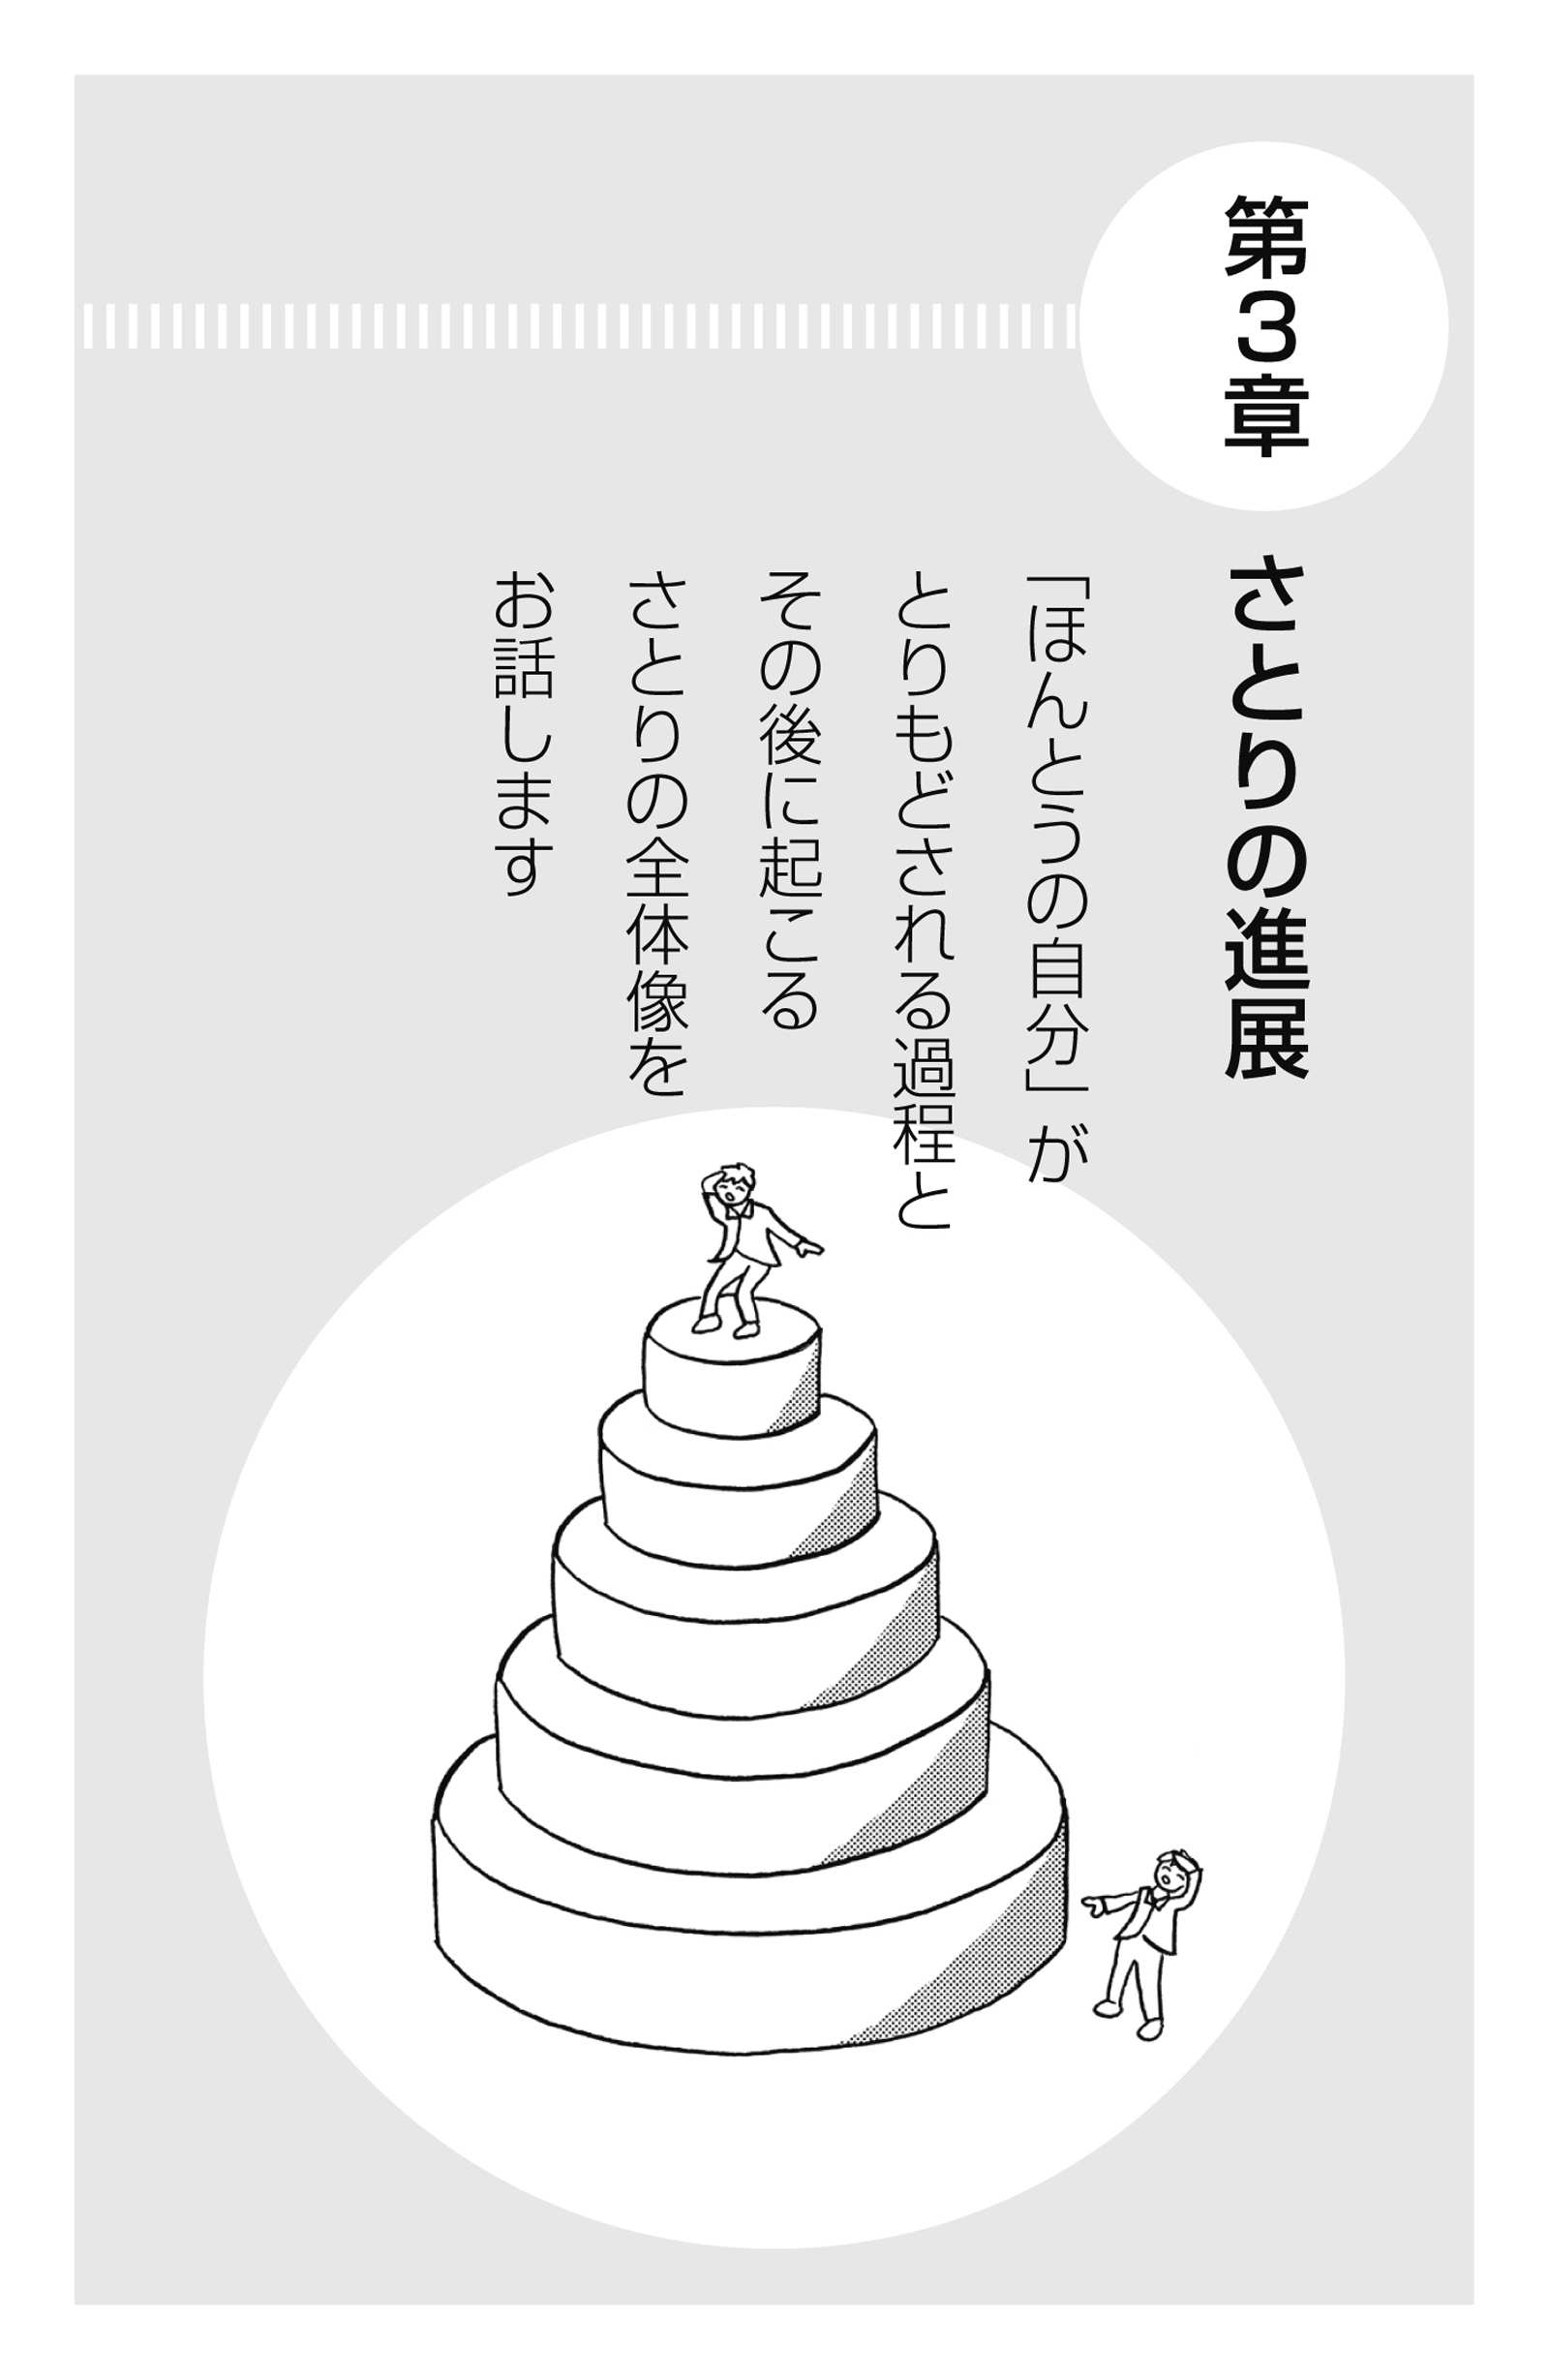 第3章
さとりの進展
「ほんとうの自分」が
とりもどされる過程と
その後に起こる
さとりの全体像を
お話します